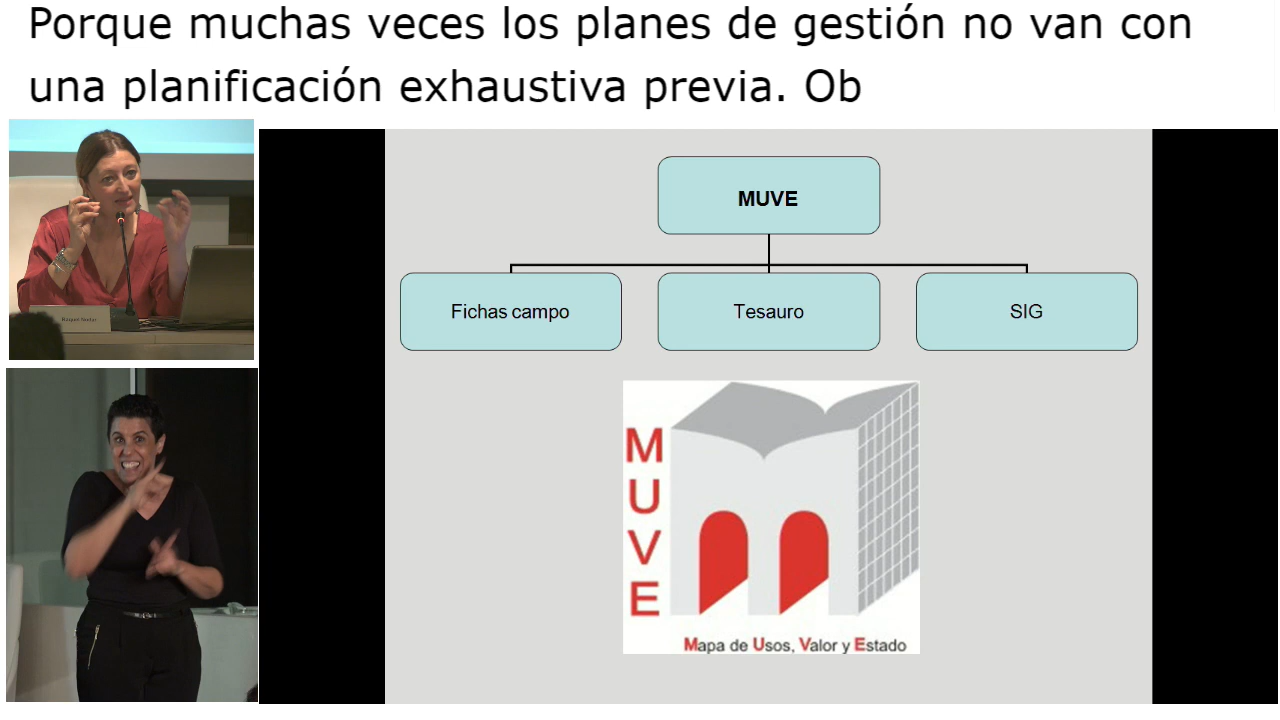 Porque muchas veces los planes de gestión no van con
una planificación exhaustiva previa. Ob
MUVE
Fichas campo
Tesauro
SIG
M
U
V
E
Mapa de Usos, Valor y Estado